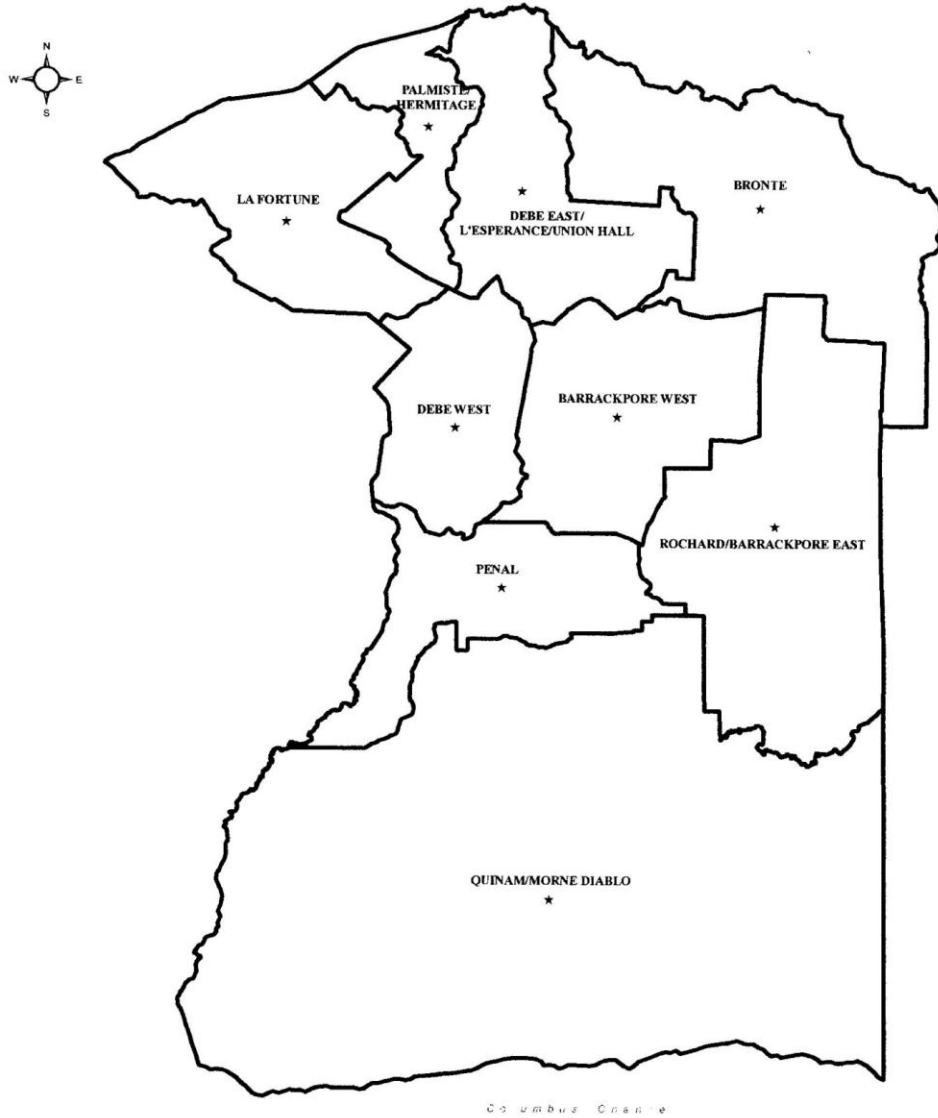 N
W E
S
PALMISTE/
HERMITAGE
LA FORTUNE
BRONTE
DEBE EAST/
L'ESPERANCE/UNION HALL
DEBE WEST
BARRACKPORE WEST
ROCHARD/BARRACKPORE EAST
PENAL
QUINAM/MORNE DIABLO